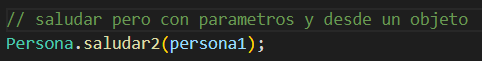 // saludar pero con parametros y desde un objeto
Persona.saludar2(persona1);